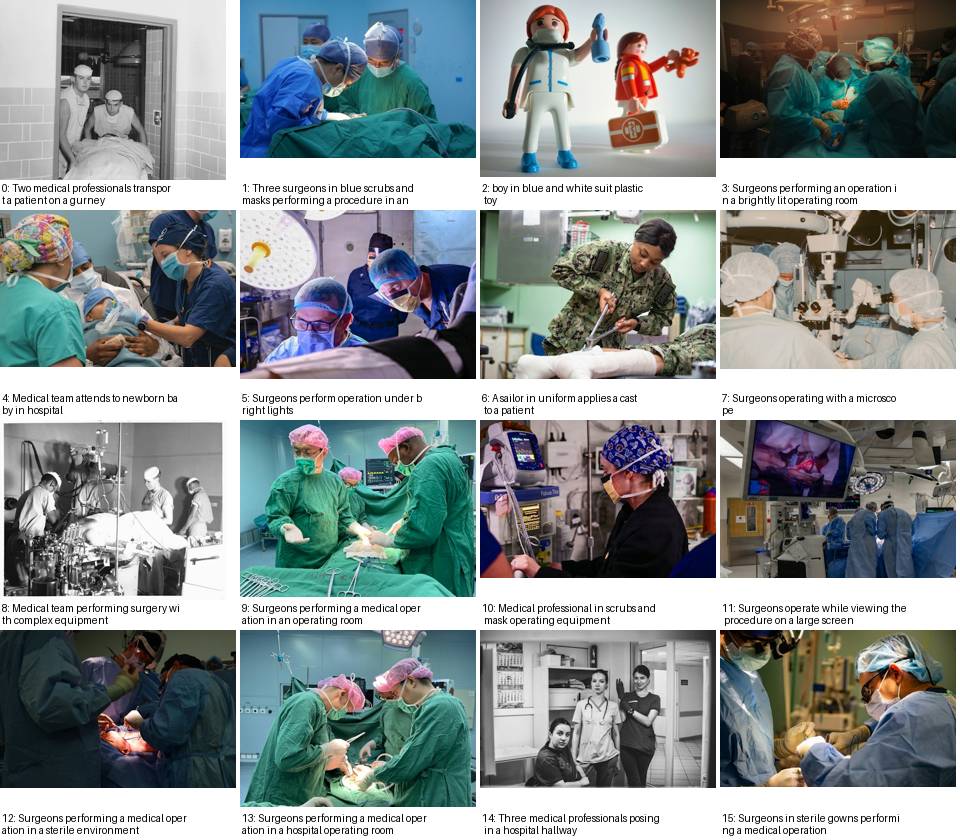 0: Two medical professionals transpor
t a patient on a gurney
1: Three surgeons in blue scrubs and
masks performing a procedure in an
2: boy in blue and white suit plastic
toy
3: Surgeons performing an operation i
n a brightly lit operating room
4: Medical team attends to newborn ba
by in hospital
5: Surgeons perform operation under b
right lights
6: A sailor in uniform applies a cast
to a patient
7: Surgeons operating with a microsco
pe
8: Medical team performing surgery wi
th complex equipment
9: Surgeons performing a medical oper
ation in an operating room
10: Medical professional in scrubs and
mask operating equipment
11: Surgeons operate while viewing the
procedure on a large screen
12: Surgeons performing a medical oper
ation in a sterile environment
13: Surgeons performing a medical oper
ation in a hospital operating room
14: Three medical professionals posing
in a hospital hallway
15: Surgeons in sterile gowns performi
ng a medical operation